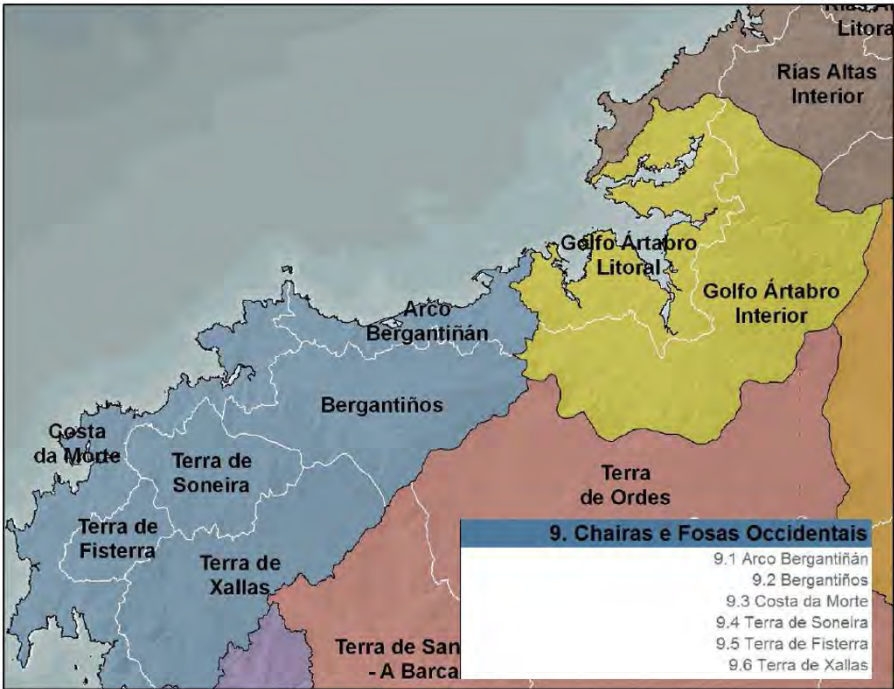 Rías A
Litora
Rías Altas
Interior
Golfo Ártabro
Litoral
Golfo Ártabro
Interior
Arco
Bergantiñán
Bergantiños
Costa
da Morte
Terra de
Soneira
Terra de
Fisterra
Terra de
Xallas
Terra
de Ordes
Terra de San
- A Barca
9. Chairas e Fosas Occidentais
9.1 Arco Bergantiñán
9.2 Bergantiños
9.3 Costa da Morte
9.4 Terra de Soneira
9.5 Terra de Fisterra
9.6 Terra de Xallas